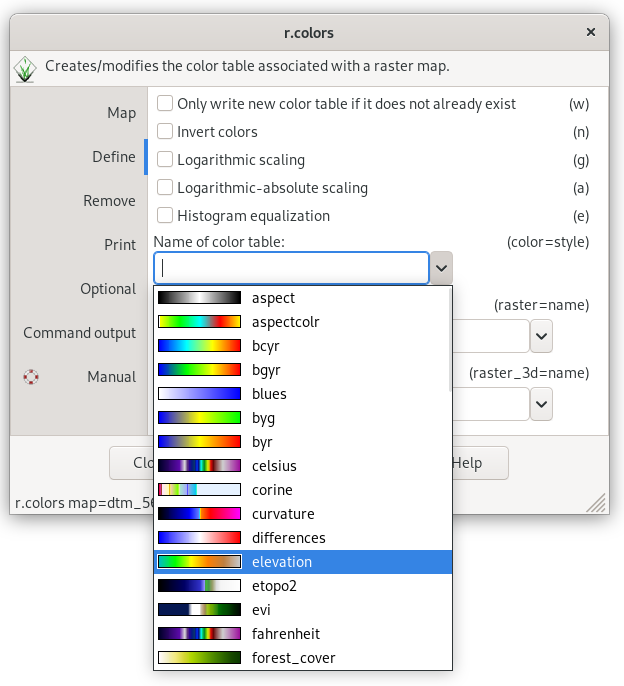 r.colors
Creates/modifies the color table associated with a raster map.
Map
Define
Remove
Print
Optional
Command output
Manual
Only write new color table if it does not already exist (w)
Invert colors (n)
Logarithmic scaling (g)
Logarithmic-absolute scaling (a)
Histogram equalization (e)
Name of color table: (color=style)
(raster=name)
(raster_3d=name)
aspect
aspectcolr
bcyr
bgyr
blues
byg
byr
celsius
corine
curvature
differences
elevation
etopo2
evi
fahrenheit
forest_cover
Clo
Help
r.colors map=dtm_56